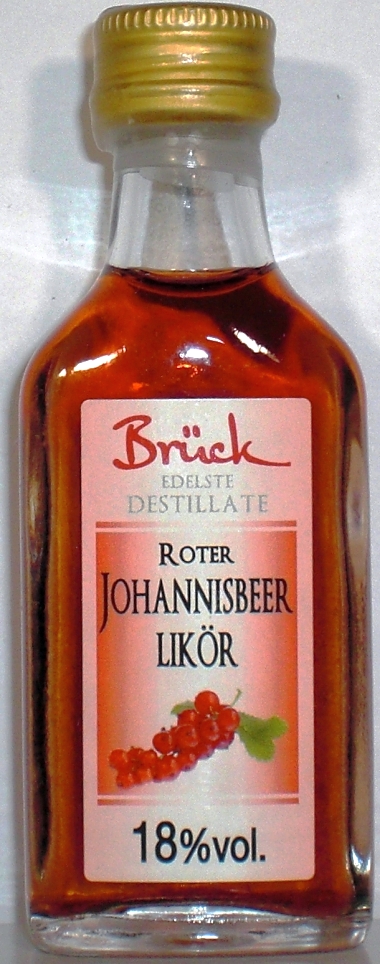 Brück
EDELSTE
DESTILLATE
ROTER
JOHANNISBEER
LIKÖR
18%vol.